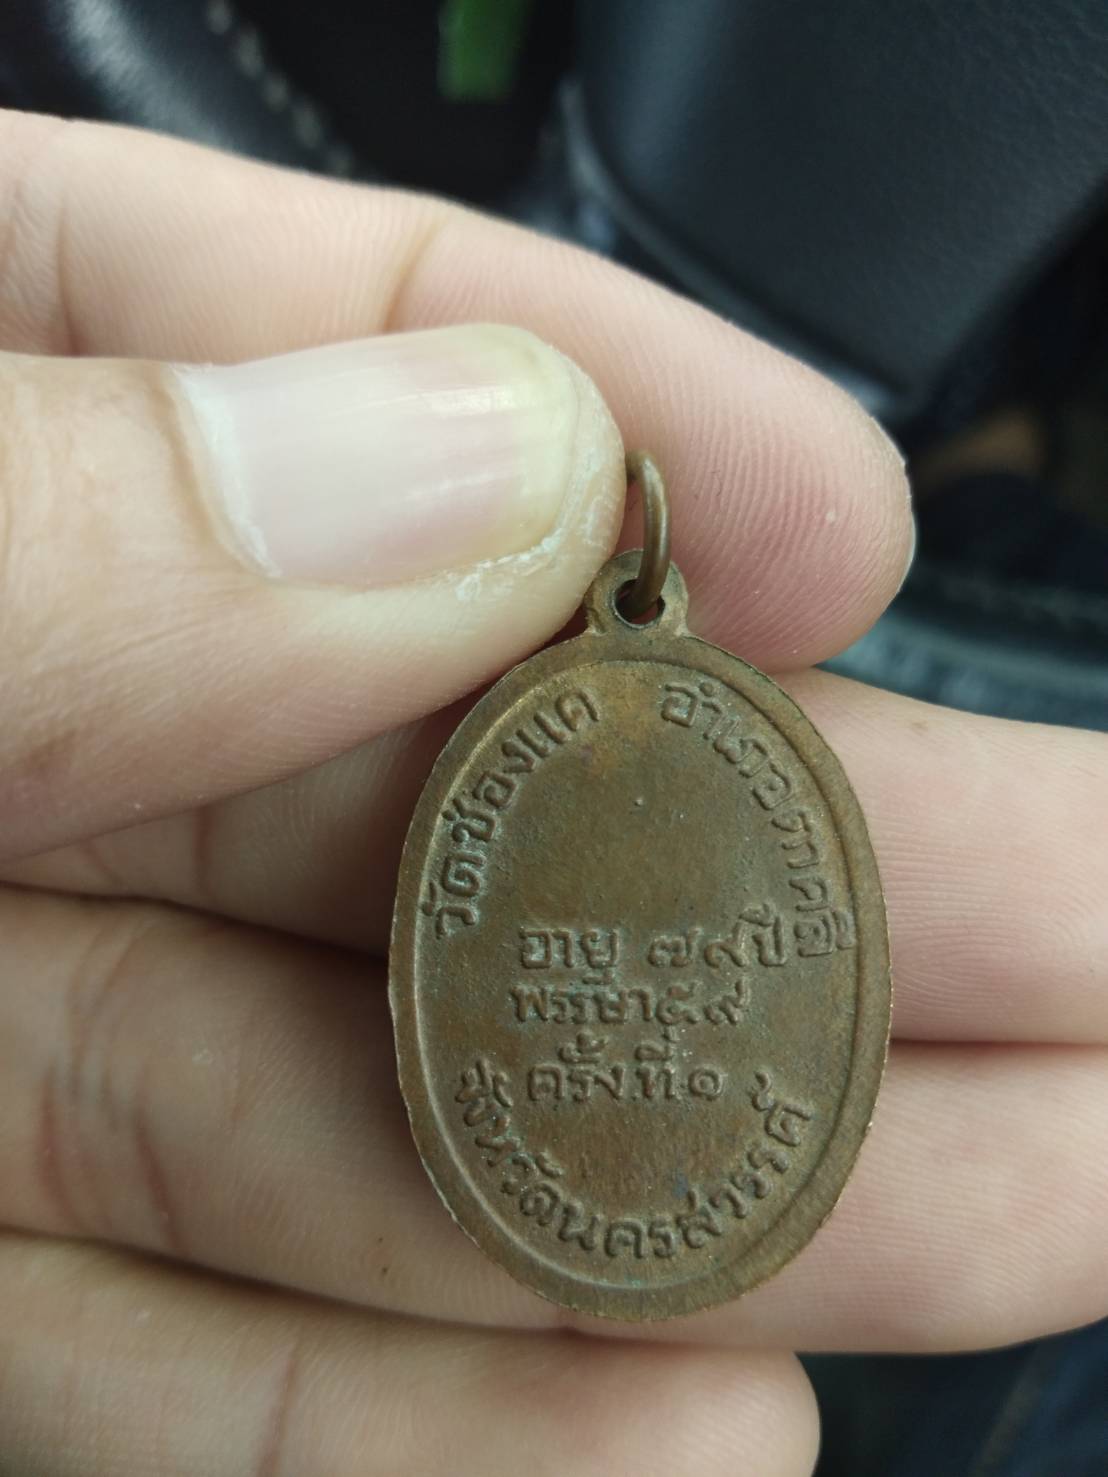 วัดช่องแค อำเภอตาคลี
อายุ ๗๙ ปี
พรรษา ๕๙
ครั้งที่ ๑
จังหวัดนครสวรรค์